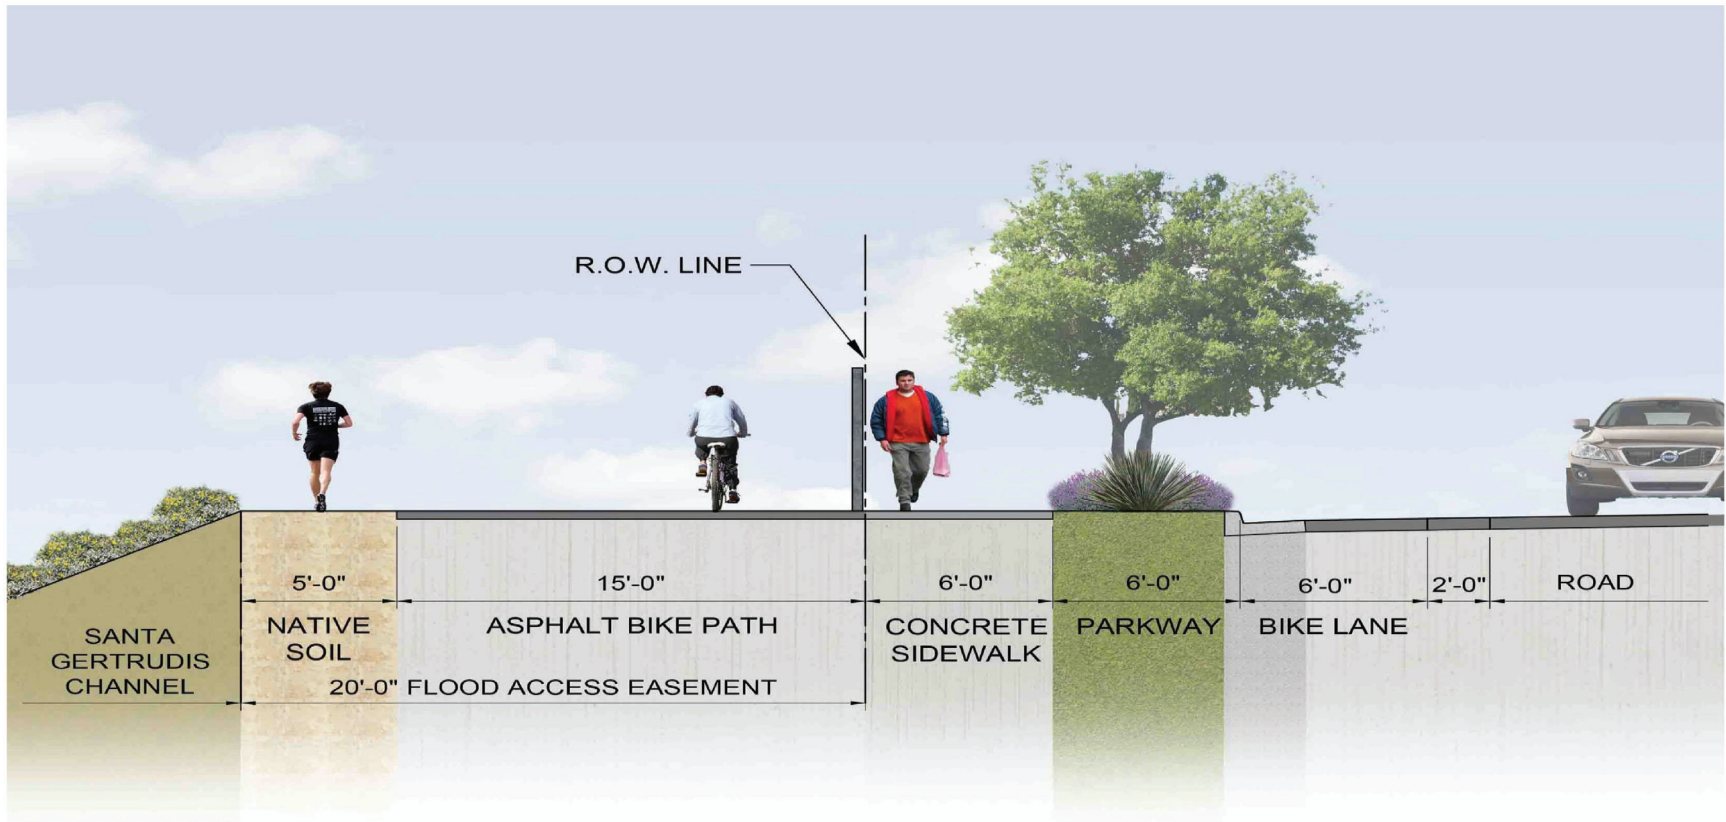 R.O.W. LINE
5'-0"
15'-0"
6'-0"
6'-0"
6'-0"
2'-0"
ROAD
SANTA
GERTRUDIS
CHANNEL
NATIVE
SOIL
ASPHALT BIKE PATH
CONCRETE
SIDEWALK
PARKWAY
BIKE LANE
20'-0" FLOOD ACCESS EASEMENT